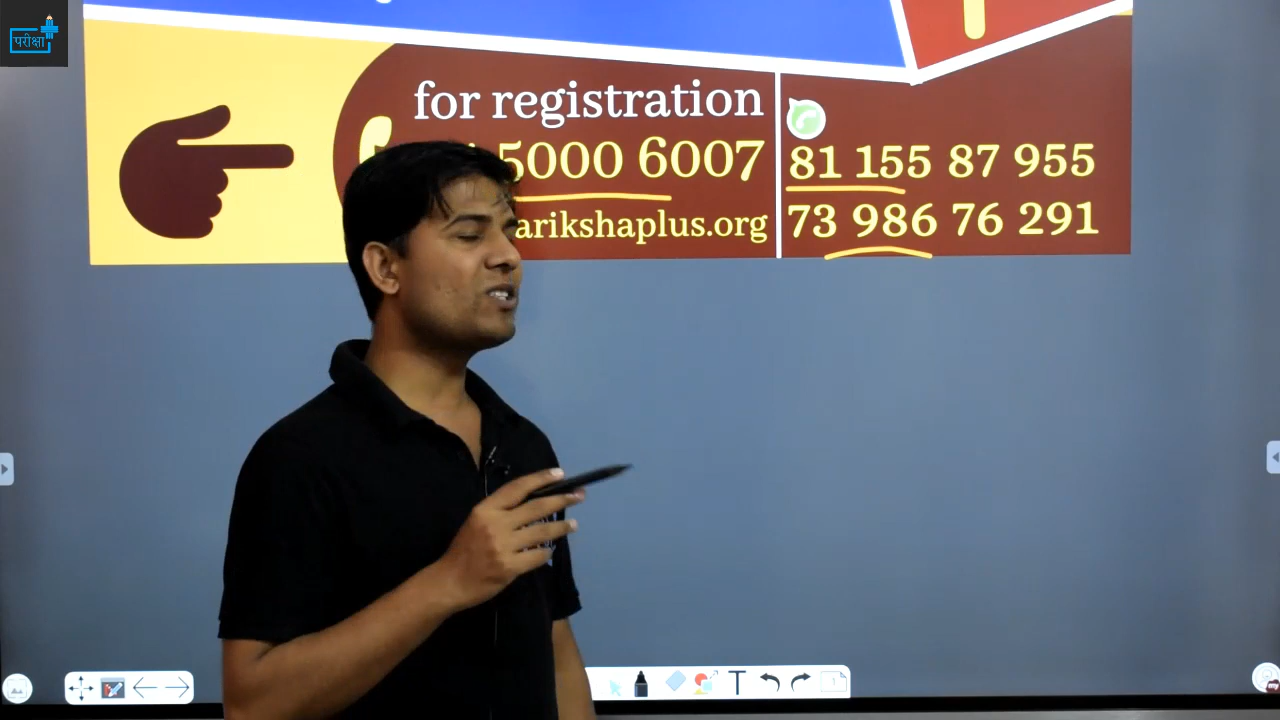 परीक्षा
for registration
5000 6007
arikshaplus.org
81 155 87 955
73 986 76 291
T